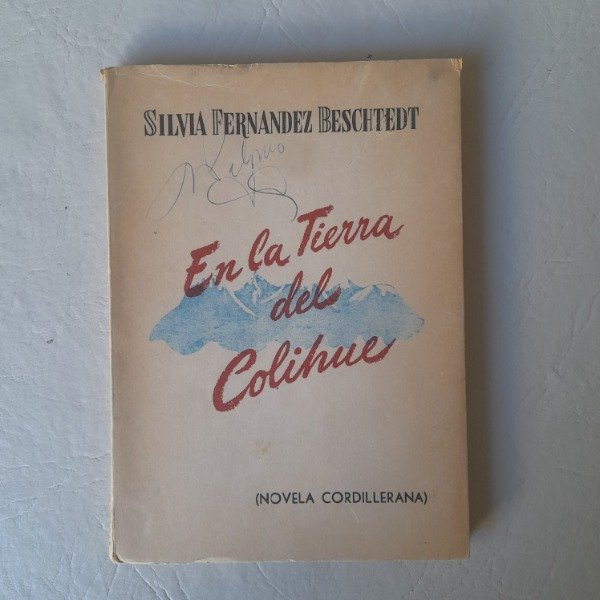 SILVIA FERNANDEZ BESCHTEDT
En la Tierra
del
Colihue
(NOVELA CORDILLERANA)